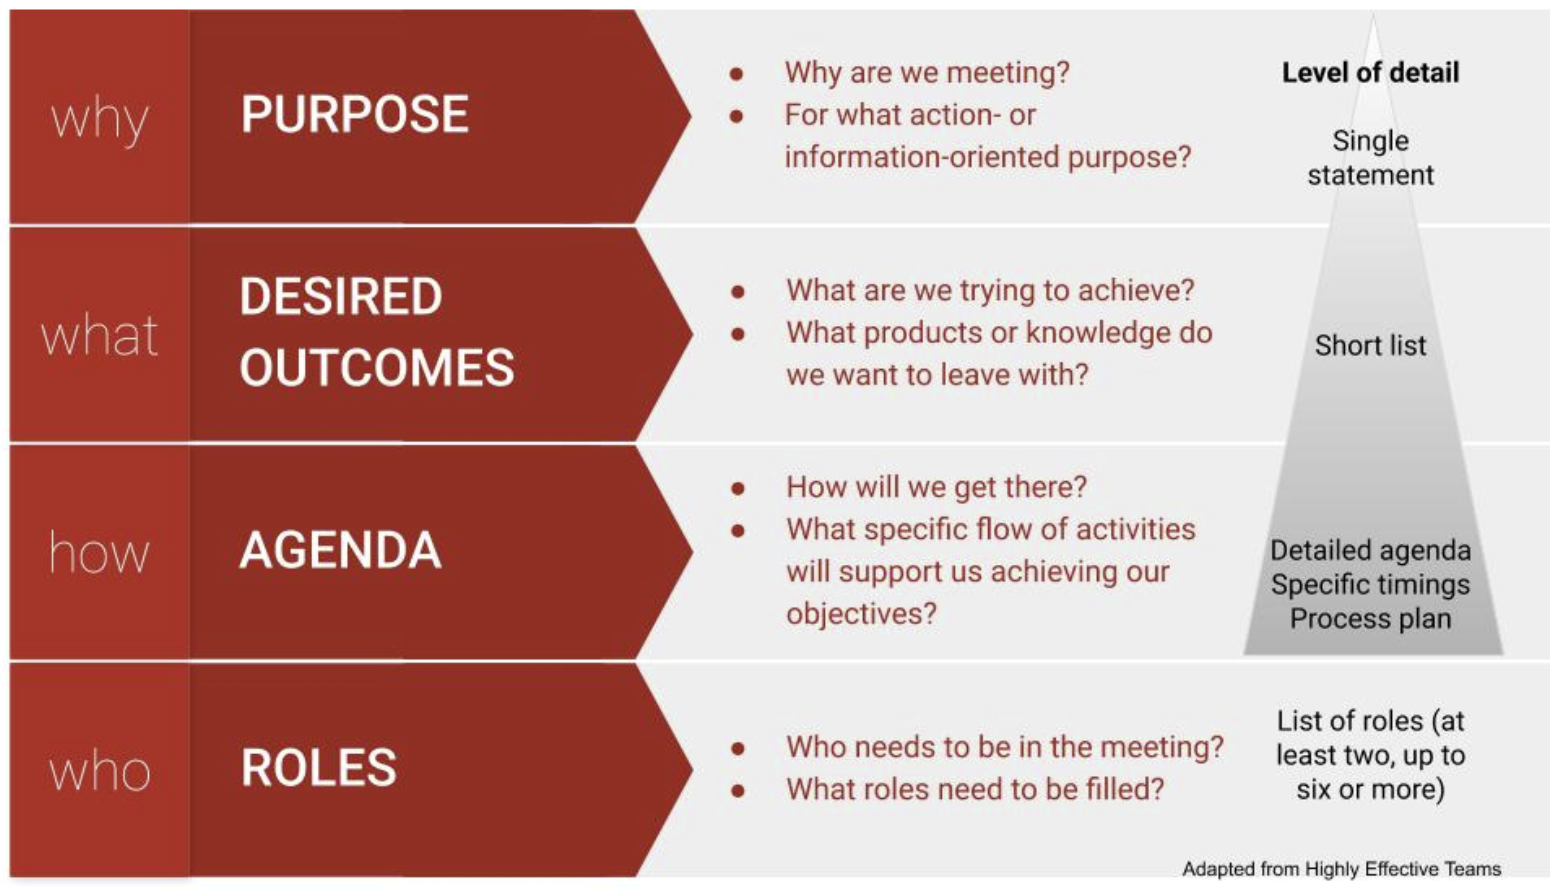 why
PURPOSE
● Why are we meeting?
● For what action- or
information-oriented purpose?
Level of detail
Single
statement
what
DESIRED
OUTCOMES
● What are we trying to achieve?
● What products or knowledge do
we want to leave with?
Short list
how
AGENDA
● How will we get there?
● What specific flow of activities
will support us achieving our
objectives?
Detailed agenda
Specific timings
Process plan
who
ROLES
● Who needs to be in the meeting?
● What roles need to be filled?
List of roles (at
least two, up to
six or more)
Adapted from Highly Effective Teams